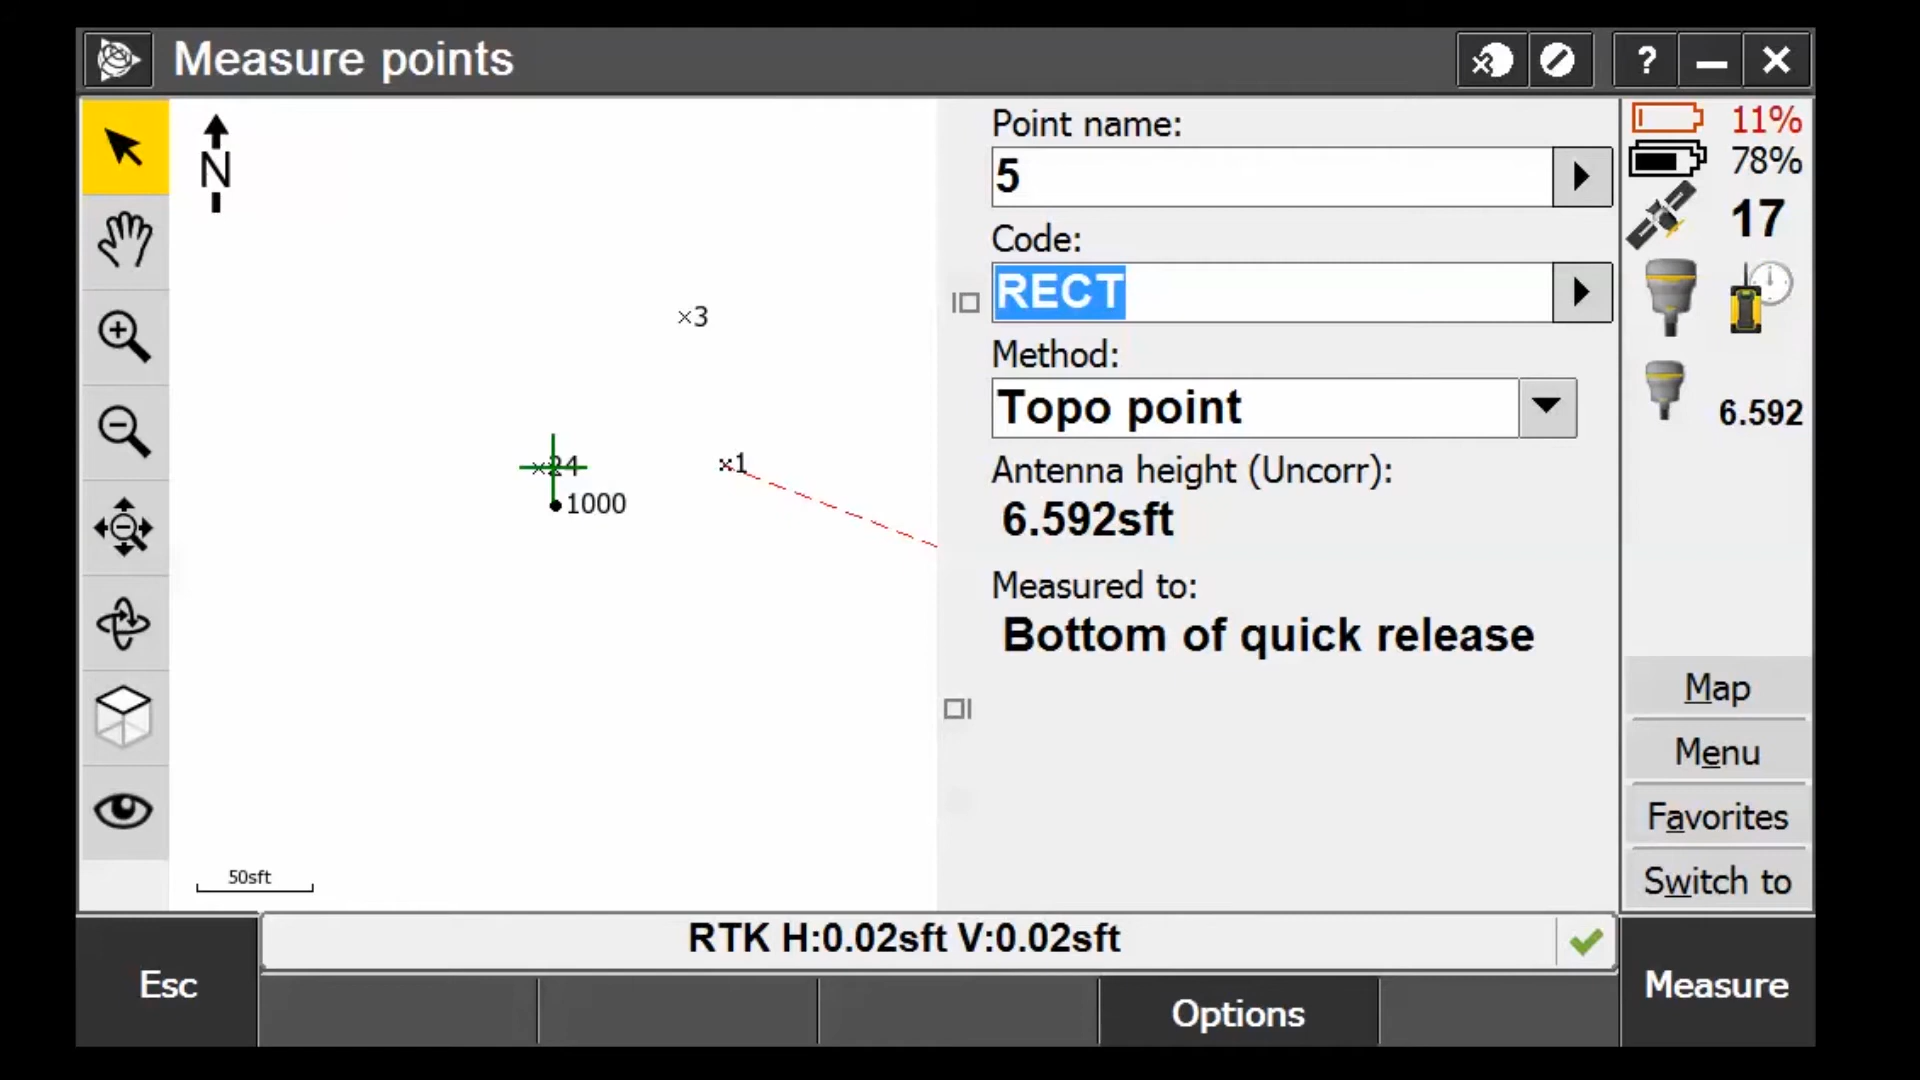 Measure points
?
N
3
24
1
1000
50sft
Point name:
5
Code:
RECT
Method:
Topo point
Antenna height (Uncorr):
6.592sft
Measured to:
Bottom of quick release
11%
78%
17
6.592
Map
Menu
Favorites
Switch to
RTK H:0.02sft V:0.02sft
Esc
Options
Measure